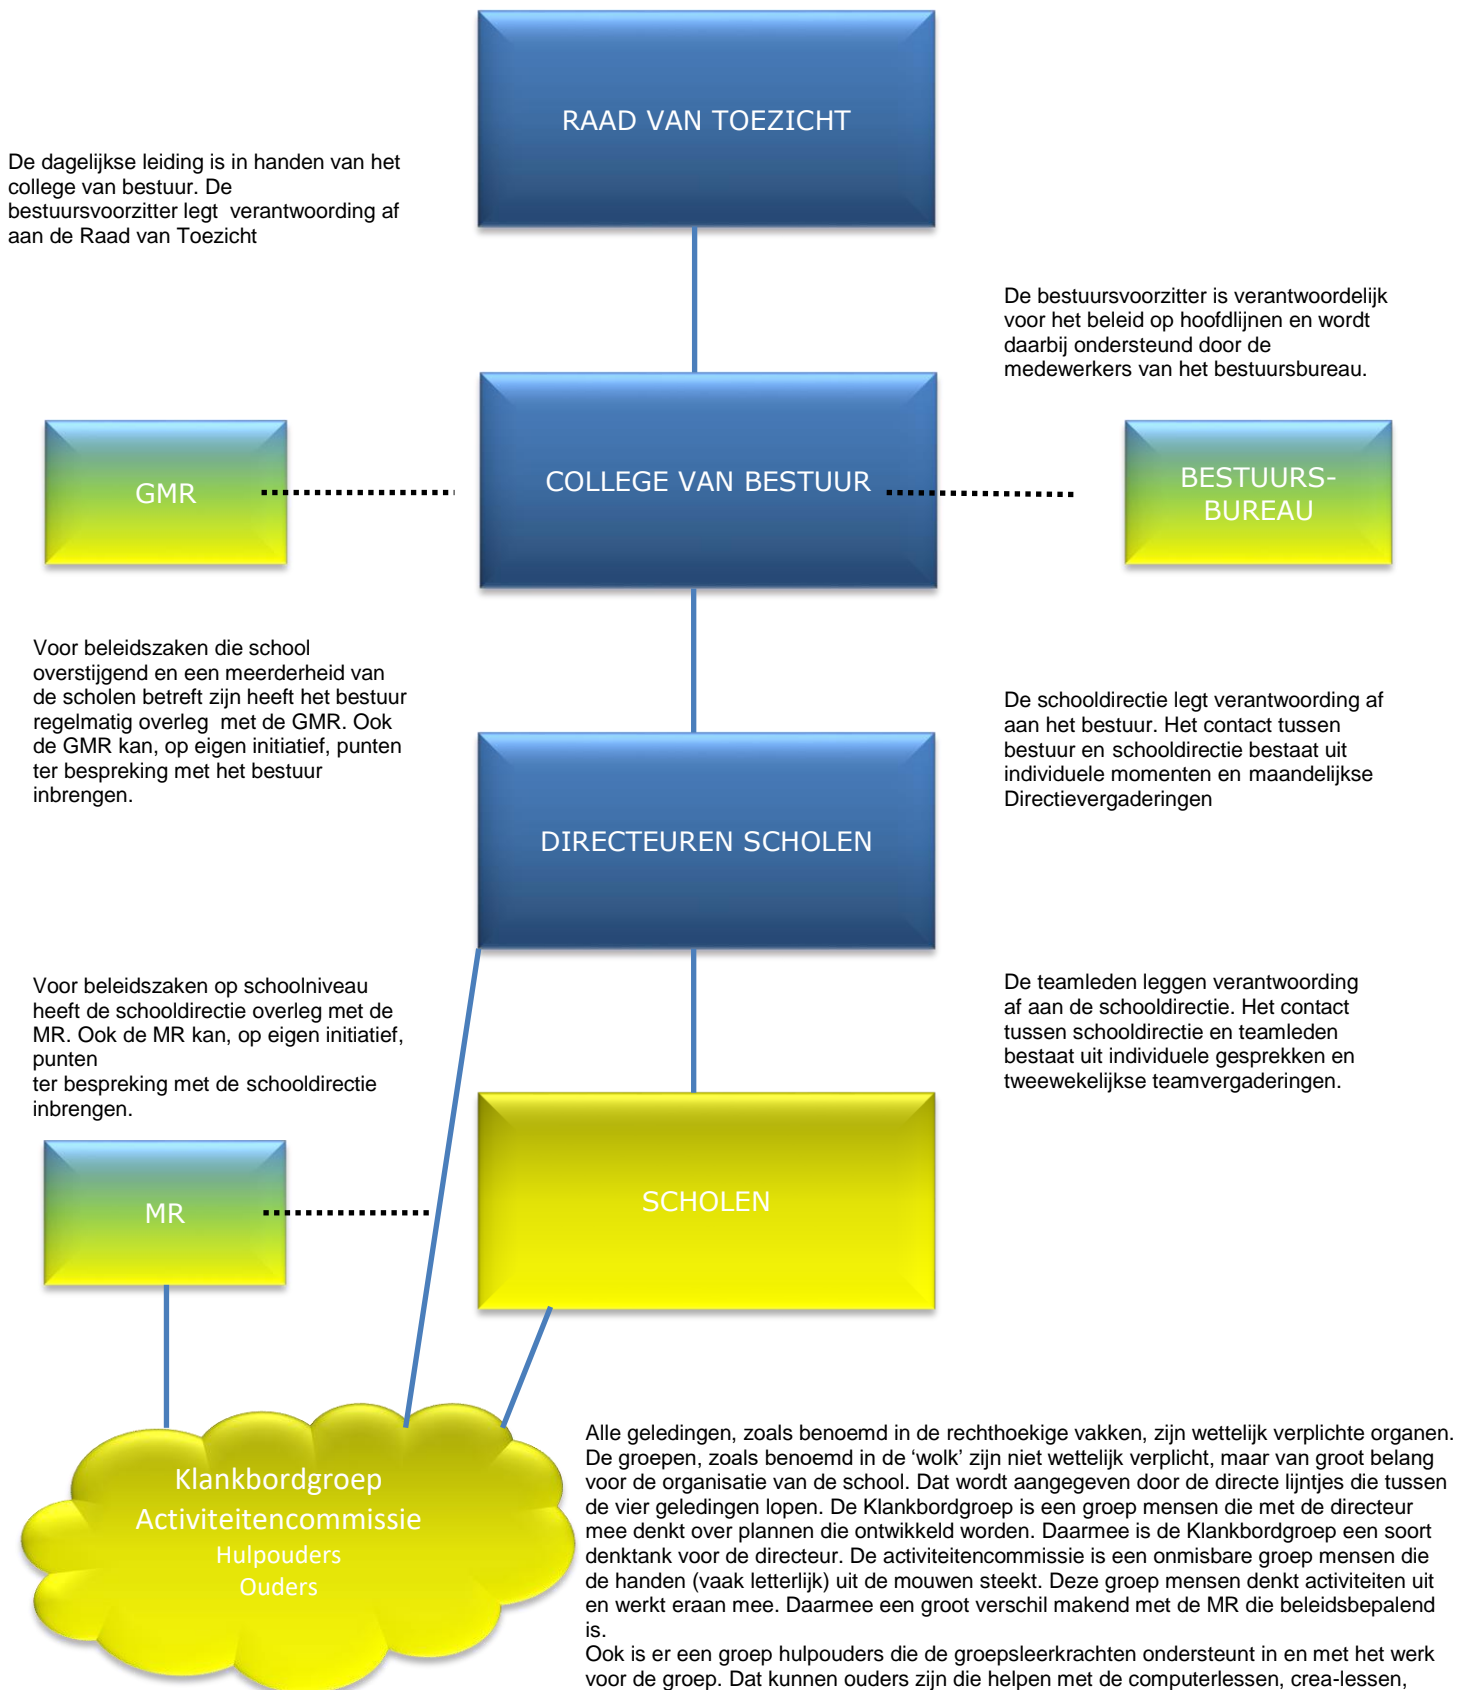 RAAD VAN TOEZICHT
De dagelijkse leiding is in handen van het
college van bestuur. De
bestuursvoorzitter legt verantwoording af
aan de Raad van Toezicht
De bestuursvoorzitter is verantwoordelijk
voor het beleid op hoofdlijnen en wordt
daarbij ondersteund door de
medewerkers van het bestuursbureau.
GMR
COLLEGE VAN BESTUUR
BESTUURS-
BUREAU
Voor beleidszaken die school
overstijgend en een meerderheid van
de scholen betreft zijn heeft het bestuur
regelmatig overleg met de GMR. Ook
de GMR kan, op eigen initiatief, punten
ter bespreking met het bestuur
inbrengen.
De schooldirectie legt verantwoording af
aan het bestuur. Het contact tussen
bestuur en schooldirectie bestaat uit
individuele momenten en maandelijkse
Directievergaderingen
DIRECTEUREN SCHOLEN
Voor beleidszaken op schoolniveau
heeft de schooldirectie overleg met de
MR. Ook de MR kan, op eigen initiatief,
punten
ter bespreking met de schooldirectie
inbrengen.
De teamleden leggen verantwoording
af aan de schooldirectie. Het contact
tussen schooldirectie en teamleden
bestaat uit individuele gesprekken en
tweewekelijkse teamvergaderingen.
MR
SCHOLEN
Klankbordgroep
Activiteitencommissie
Hulpouders
Ouders
Alle geledingen, zoals benoemd in de rechthoekige vakken, zijn wettelijk verplichte organen.
De groepen, zoals benoemd in de ‘wolk’ zijn niet wettelijk verplicht, maar van groot belang
voor de organisatie van de school. Dat wordt aangegeven door de directe lijntjes die tussen
de vier geledingen lopen. De Klankbordgroep is een groep mensen die met de directeur
mee denkt over plannen die ontwikkeld worden. Daarmee is de Klankbordgroep een soort
denktank voor de directeur. De activiteitencommissie is een onmisbare groep mensen die
de handen (vaak letterlijk) uit de mouwen steekt. Deze groep mensen denkt activiteiten uit
en werkt eraan mee. Daarmee een groot verschil makend met de MR die beleidsbepalend
is.
Ook is er een groep hulpouders die de groepsleerkrachten ondersteunt in en met het werk
voor de groep. Dat kunnen ouders zijn die helpen met de computerlessen, crea-lessen,